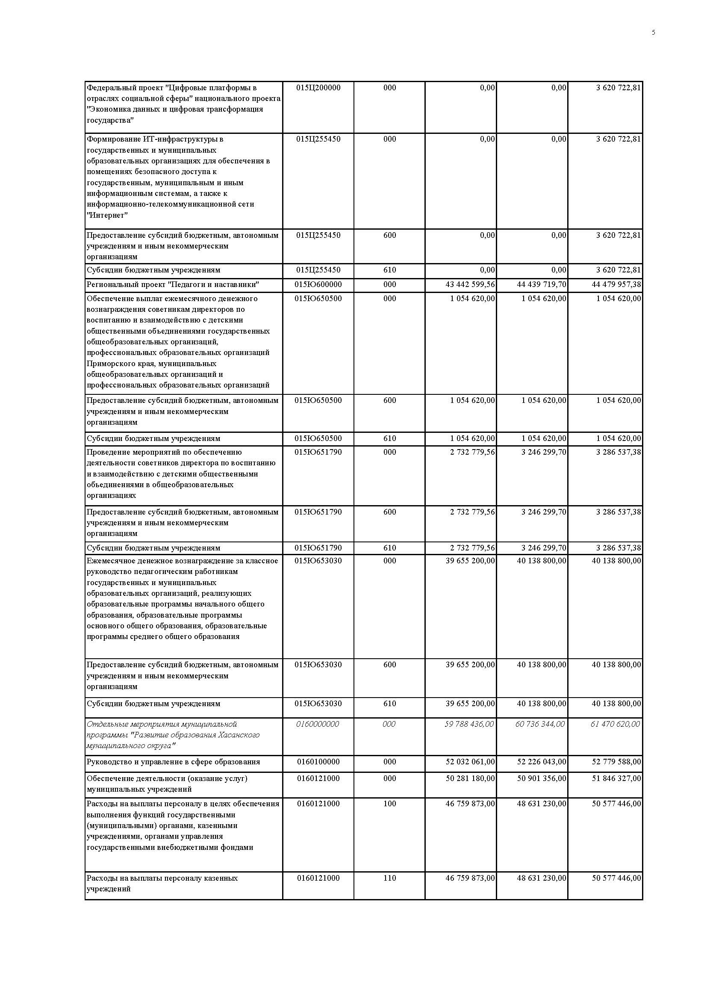 5
Федеральный проект "Цифровые платформы в 015Ц200000 000 0,00 0,00 3 620 722,81
отраслях социальной сферы" национального проекта
"Экономика данных и цифровая трансформация
государства"
Формирование ИТ-инфраструктуры в 015Ц255450 000 0,00 0,00 3 620 722,81
государственных и муниципальных
образовательных организациях для обеспечения в
помещениях безопасного доступа к
государственным, муниципальным и иным
информационным системам, а также к
информационно-телекоммуникационной сети
"Интернет"
Предоставление субсидий бюджетным, автономным 015Ц255450 600 0,00 0,00 3 620 722,81
учреждениям и иным некоммерческим
организациям
Субсидии бюджетным учреждениям 015Ц255450 610 0,00 0,00 3 620 722,81
Региональный проект "Педагоги и наставники" 015Ю600000 000 43 442 599,56 44 439 719,70 44 479 957,38
Обеспечение выплат ежемесячного денежного 015Ю650500 000 1 054 620,00 1 054 620,00 1 054 620,00
вознаграждения советникам директоров по
воспитанию и взаимодействию с детскими
общественными объединениями государственных
общеобразовательных организаций,
профессиональных образовательных организаций
Приморского края, муниципальных
общеобразовательных организаций и
профессиональных образовательных организаций
Предоставление субсидий бюджетным, автономным 015Ю650500 600 1 054 620,00 1 054 620,00 1 054 620,00
учреждениям и иным некоммерческим
организациям
Субсидии бюджетным учреждениям 015Ю650500 610 1 054 620,00 1 054 620,00 1 054 620,00
Проведение мероприятий по обеспечению 015Ю651790 000 2 732 779,56 3 246 299,70 3 286 537,38
деятельности советников директора по воспитанию
и взаимодействию с детскими общественными
объединениями в общеобразовательных
организациях
Предоставление субсидий бюджетным, автономным 015Ю651790 600 2 732 779,56 3 246 299,70 3 286 537,38
учреждениям и иным некоммерческим
организациям
Субсидии бюджетным учреждениям 015Ю651790 610 2 732 779,56 3 246 299,70 3 286 537,38
Ежемесячное денежное вознаграждение за классное 015Ю653030 000 39 655 200,00 40 138 800,00 40 138 800,00
руководство педагогическим работникам
государственных и муниципальных
образовательных организаций, реализующих
образовательные программы начального общего
образования, образовательные программы
основного общего образования, образовательные
программы среднего общего образования
Предоставление субсидий бюджетным, автономным 015Ю653030 600 39 655 200,00 40 138 800,00 40 138 800,00
учреждениям и иным некоммерческим
организациям
Субсидии бюджетным учреждениям 015Ю653030 610 39 655 200,00 40 138 800,00 40 138 800,00
Отдельные мероприятия муниципальной 0160000000 000 59 788 436,00 60 736 344,00 61 470 620,00
программы "Развитие образования Хасанского
муниципального округа"
Руководство и управление в сфере образования 0160100000 000 52 032 061,00 52 226 043,00 52 779 588,00
Обеспечение деятельности (оказание услуг) 0160121000 000 50 281 180,00 50 901 356,00 51 846 327,00
муниципальных учреждений
Расходы на выплаты персоналу в целях обеспечения 0160121000 100 46 759 873,00 48 631 230,00 50 577 446,00
выполнения функций государственными
(муниципальными) органами, казенными
учреждениями, органами управления
государственными внебюджетными фондами
Расходы на выплаты персоналу казенных 0160121000 110 46 759 873,00 48 631 230,00 50 577 446,00
учреждений